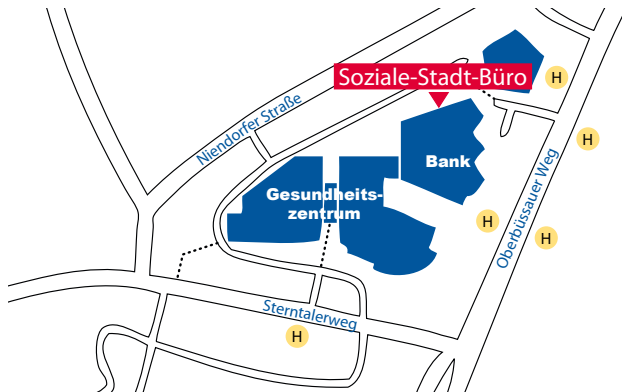 Soziale-Stadt-Büro
H
Niendorfer Straße
H
Bank
Gesundheits-
zentrum
H
H
Oberbüssauer Weg
Sterntalerweg
H